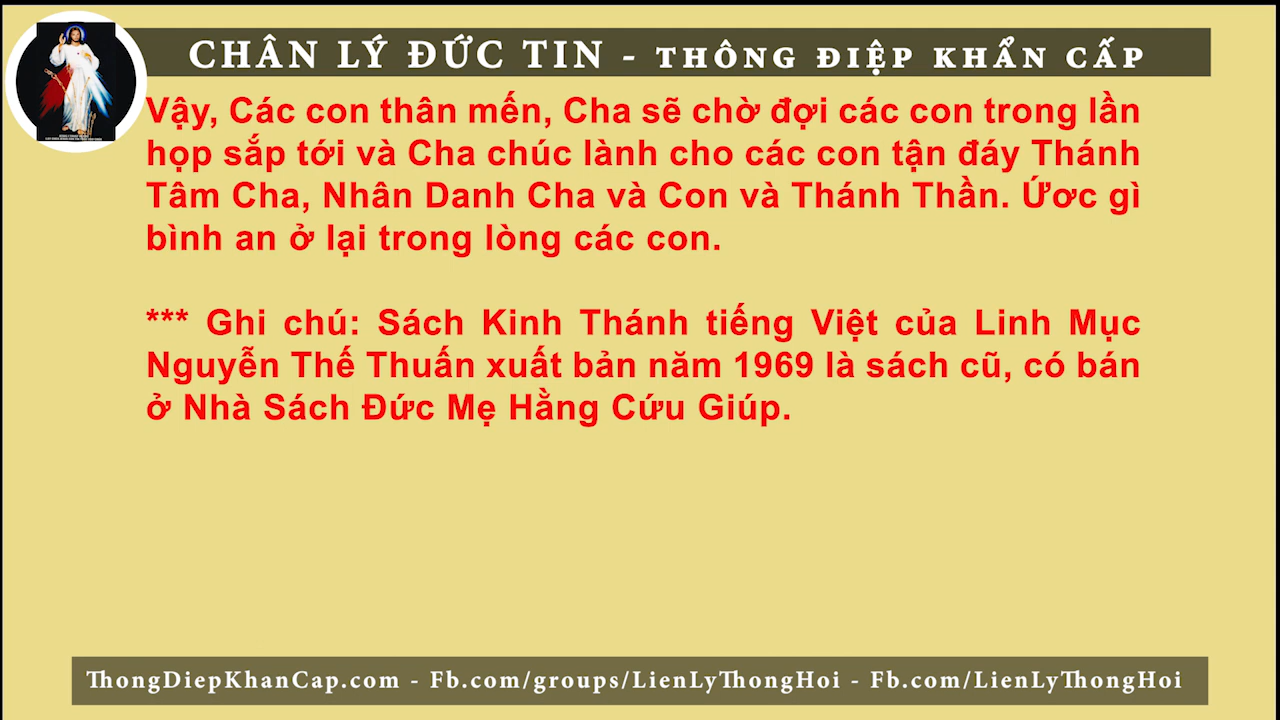 CHÂN LÝ ĐỨC TIN - THÔNG ĐIỆP KHẨN CẤP
Vậy, Các con thân mến, Cha sẽ chờ đợi các con trong lần
họp sắp tới và Cha chúc lành cho các con tận đáy Thánh
Tâm Cha, Nhân Danh Cha và Con và Thánh Thần. Ứơc gì
bình an ở lại trong lòng các con.
*** Ghi chú: Sách Kinh Thánh tiếng Việt của Linh Mục
Nguyễn Thế Thuấn xuất bản năm 1969 là sách cũ, có bán
ở Nhà Sách Đức Mẹ Hằng Cứu Giúp.
ThongDiepKhanCap.com - Fb.com/groups/LienLyThongHoi - Fb.com/LienLyThongHoi